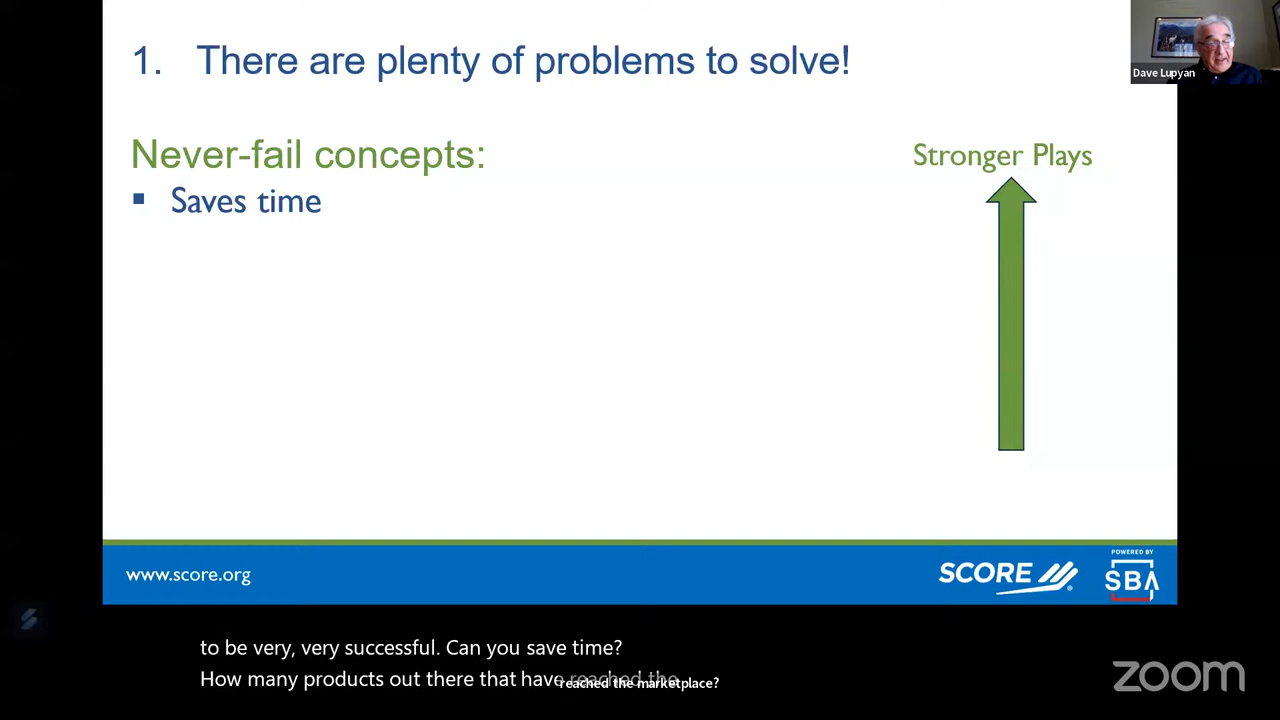 1. There are plenty of problems to solve!
Dave Lupyan
Never-fail concepts:
Stronger Plays
▪ Saves time
www.score.org
SCORE
®
POWERED BY
SBA
to be very, very successful. Can you save time?
How many products out there that have reached the
reached the marketplace?
zoom